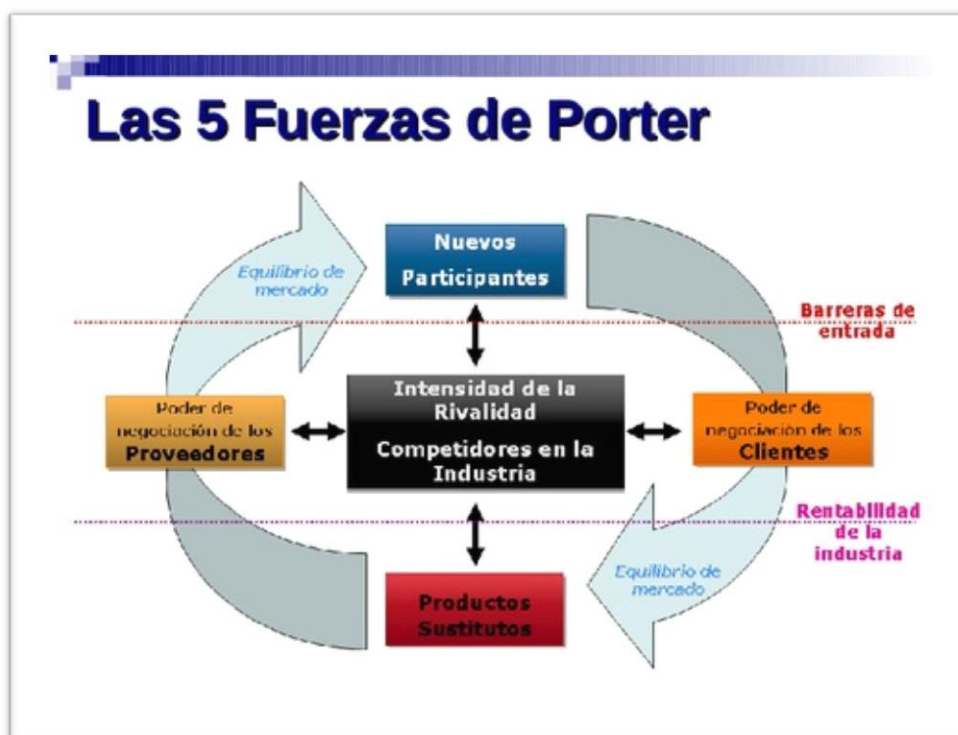 Las 5 Fuerzas de Porter
Nuevos
Participantes
Equilibrio de
mercado
Barreras de
entrada
Intensidad de la
Rivalidad
Competidores en la
Industria
Poder de
negociación de los
Proveedores
Poder de
negociación de los
Clientes
Rentabilidad
de la
industria
Equilibrio de
mercado
Productos
Sustitutos